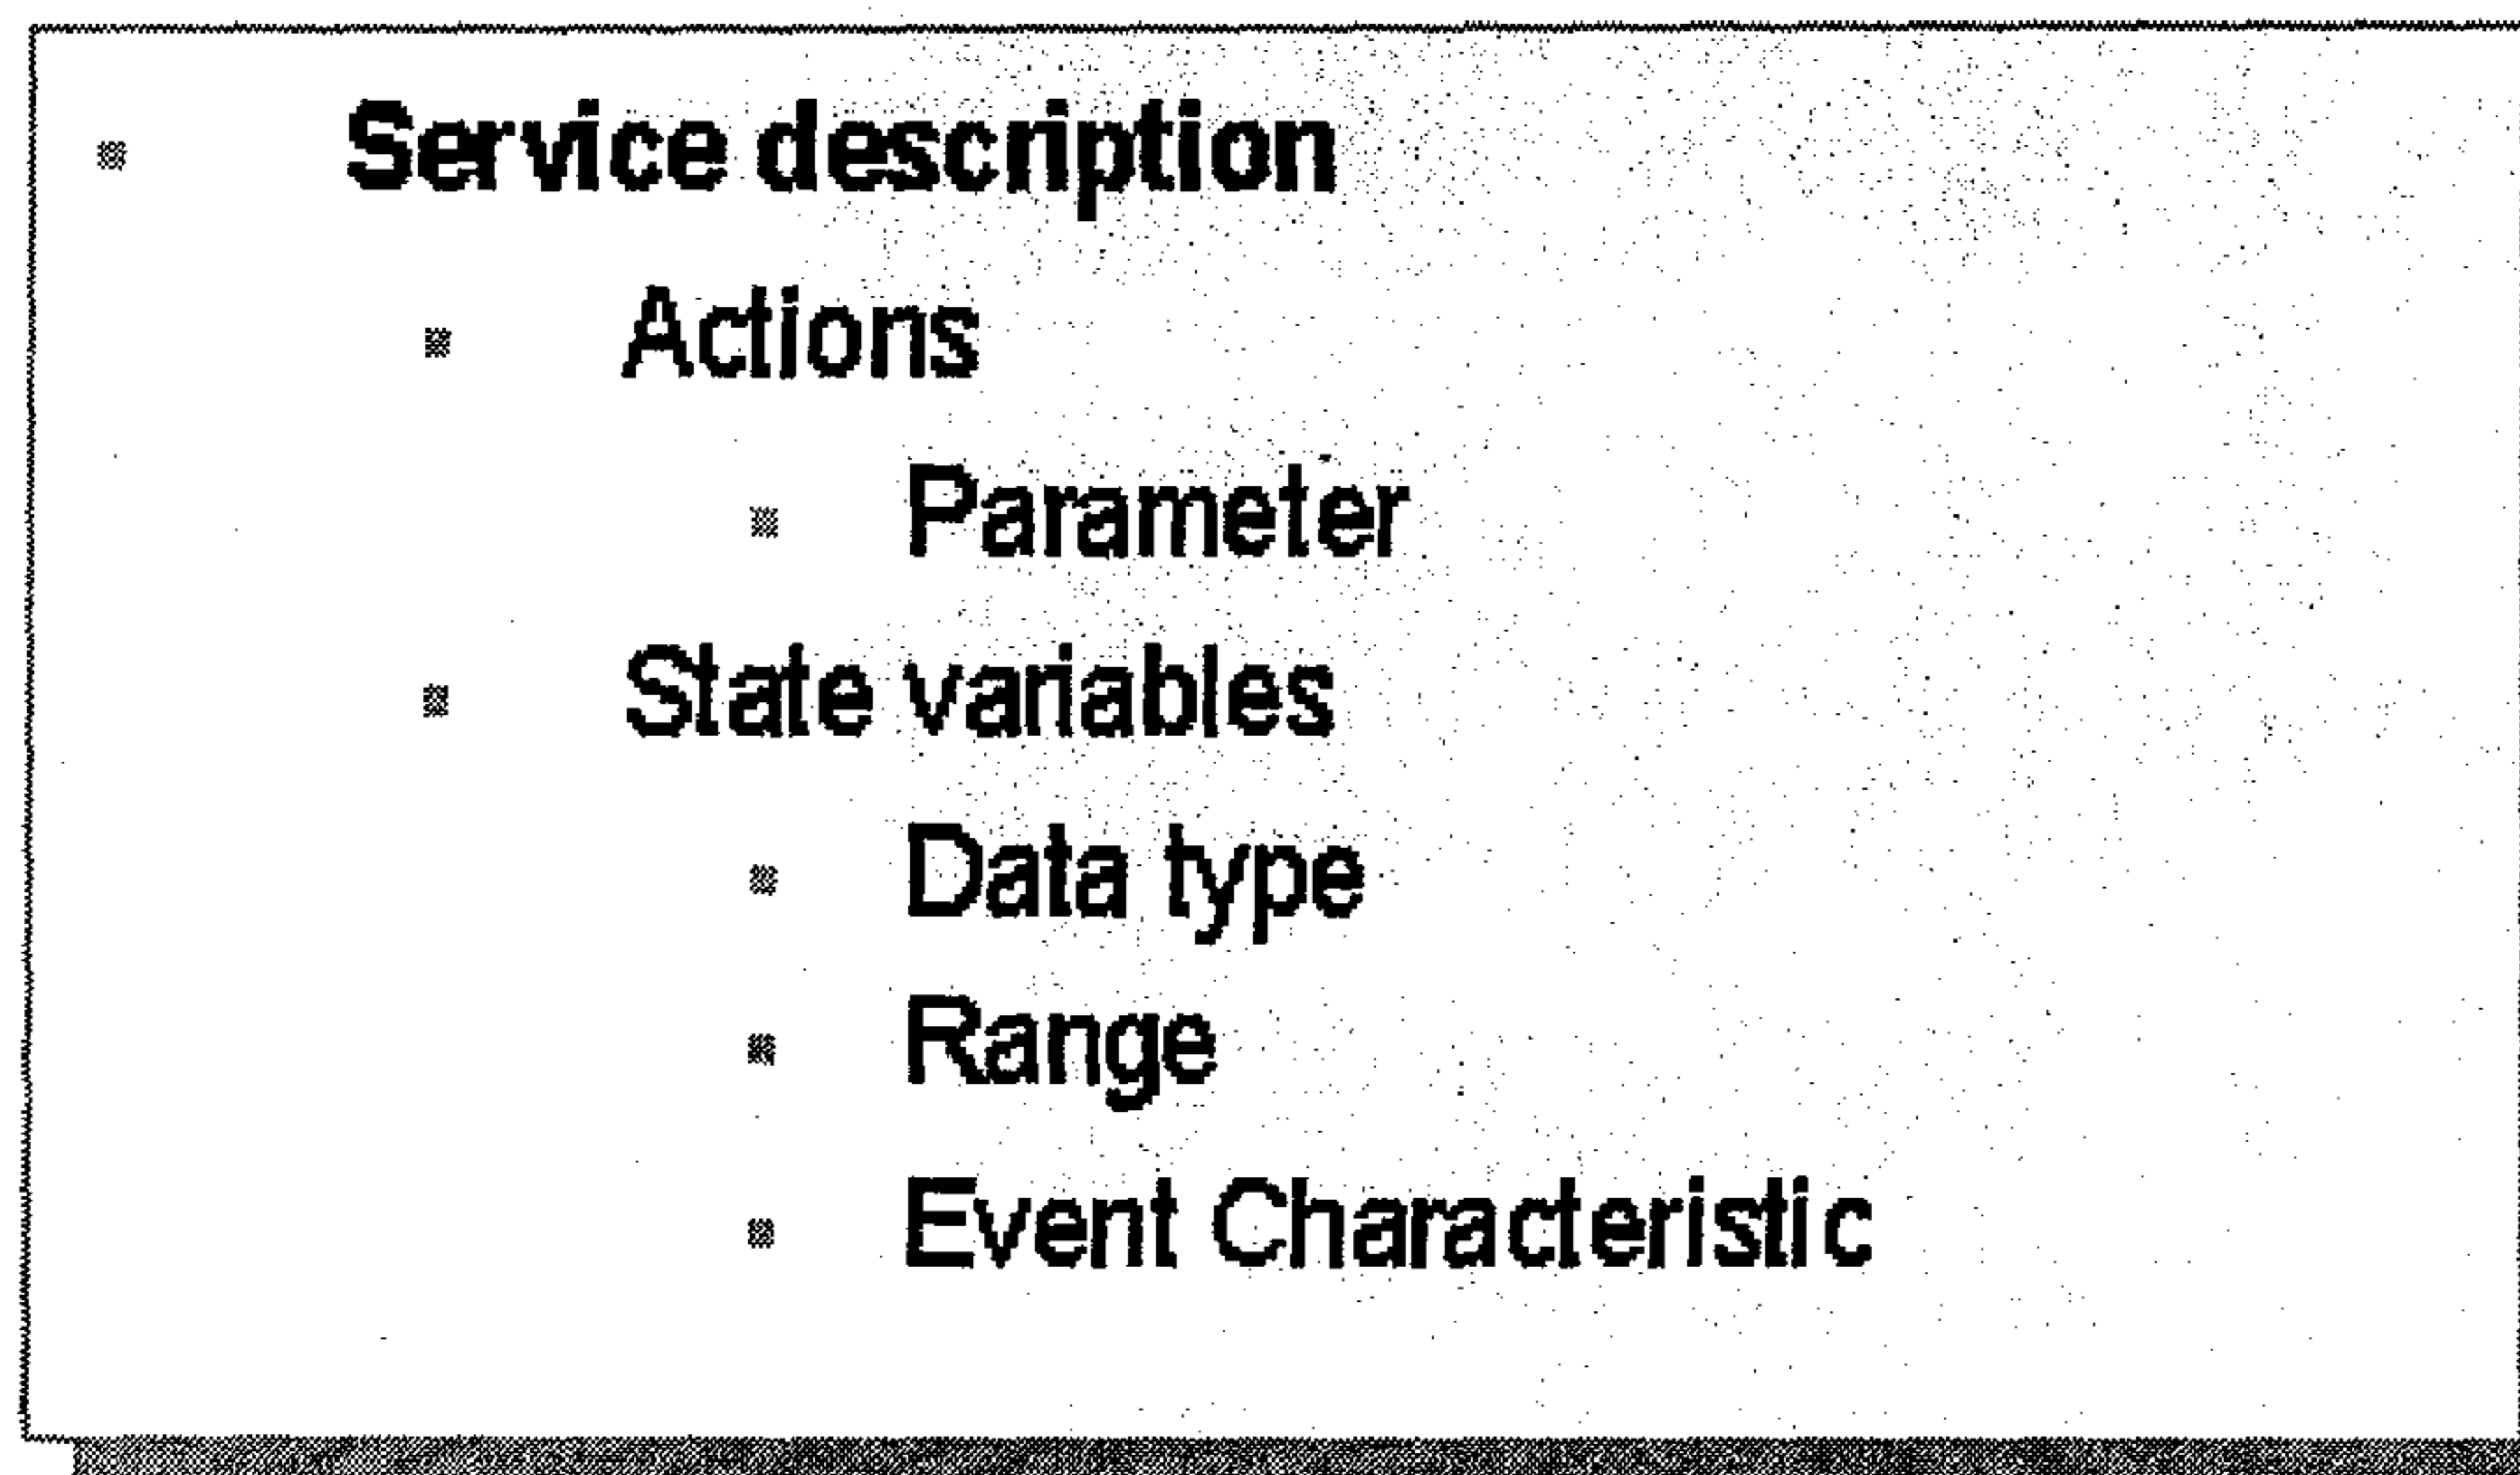 Service description
Actions
Parameter
State variables
Data type
Range
Event Characteristic